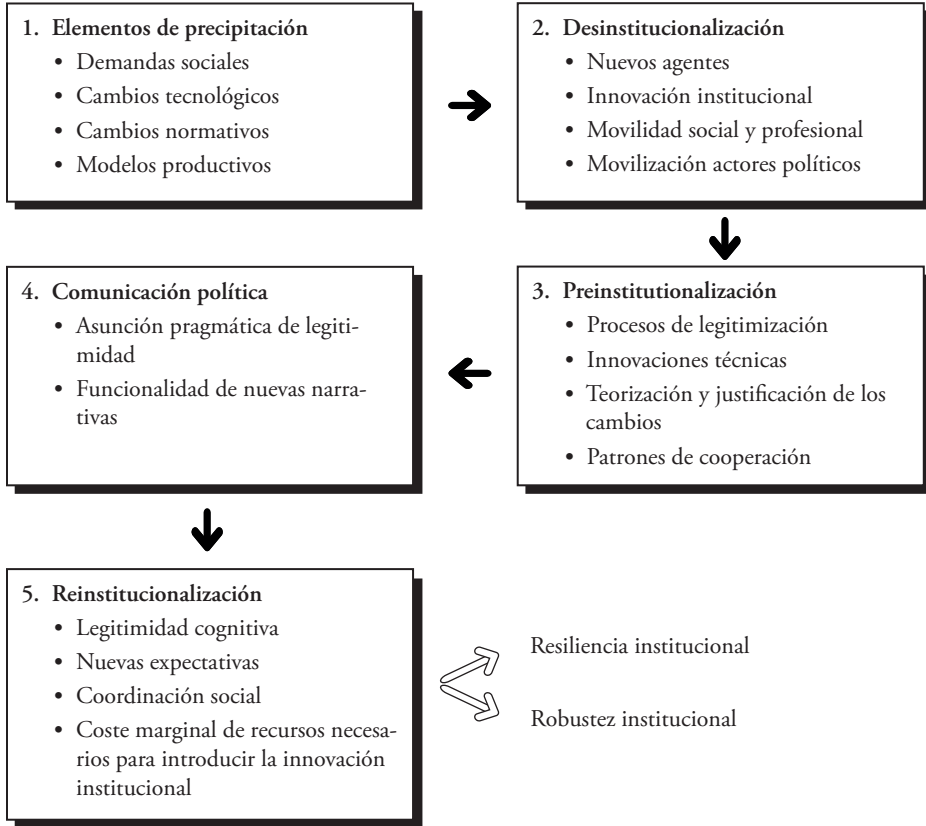 1. Elementos de precipitación
• Demandas sociales
• Cambios tecnológicos
• Cambios normativos
• Modelos productivos
2. Desinstitucionalización
• Nuevos agentes
• Innovación institucional
• Movilidad social y profesional
• Movilización actores políticos
3. Preinstitutionalización
• Procesos de legitimización
• Innovaciones técnicas
• Teorización y justificación de los
cambios
• Patrones de cooperación
4. Comunicación política
• Asunción pragmática de legiti-
midad
• Funcionalidad de nuevas narra-
tivas
5. Reinstitucionalización
• Legitimidad cognitiva
• Nuevas expectativas
• Coordinación social
• Coste marginal de recursos necesa-
rios para introducir la innovación
institucional
Resiliencia institucional
Robustez institucional